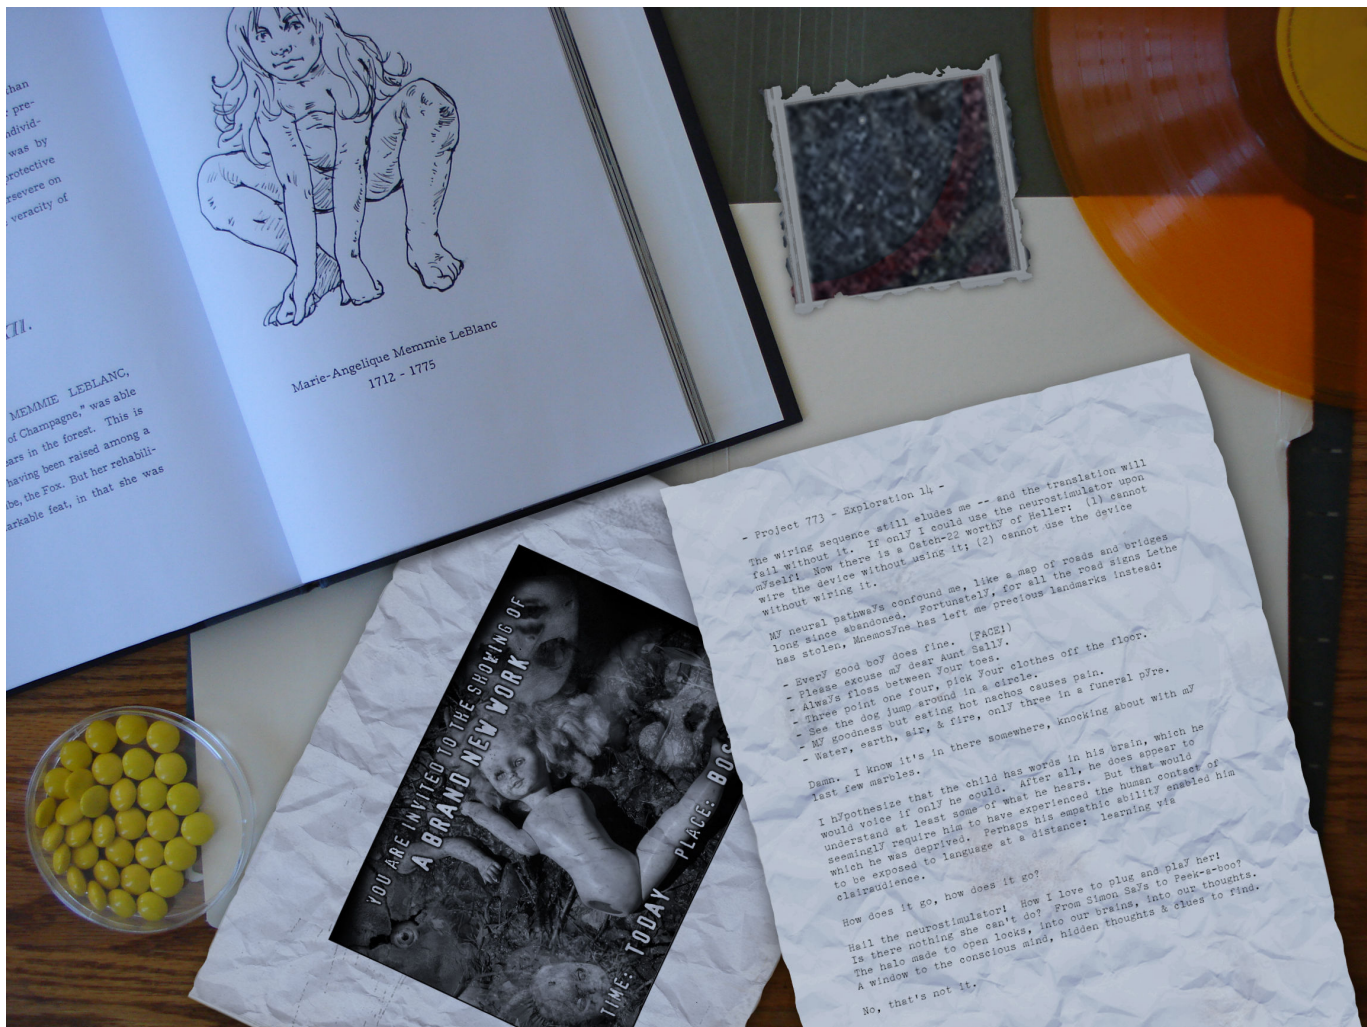 than
pre-
individ-
was by
protective
persevere on
veracity of
XII.
MEMMIE LEBLANC,
of Champagne," was able
ears in the forest. This is
having been raised among a
be, the Fox. But her rehabili-
arkable feat, in that she was
Marie-Angelique Memmie LeBlanc
1712 - 1775
YOU ARE INVITED TO THE SHOWING OF
A BRAND NEW WORK
TIME: TODAY
PLACE: BOG
- Project 773 - Exploration 14 -
The wiring sequence still eludes me -- and the translation will
fail without it. If only I could use the neurostimulator upon
myself! Now there is a Catch-22 worthy of Heller: (1) cannot
wire the device without using it; (2) cannot use the device
without wiring it.
My neural pathways confound me, like a map of roads and bridges
long since abandoned. Fortunately, for all the road signs Lethe
has stolen, Mnemosyne has left me precious landmarks instead:
- Every good boy does fine. (FACE!)
- Please excuse my dear Aunt Sally.
- Always floss between your toes.
- Three point one four, pick your clothes off the floor.
- See the dog jump around in a circle.
- My goodness but eating hot nachos causes pain.
- Water, earth, air, & fire, only three in a funeral pyre.
Damn. I know it's in there somewhere, knocking about with my
last few marbles.
I hypothesize that the child has words in his brain, which he
would voice if only he could. After all, he does appear to
understand at least some of what he hears. But that would
seemingly require him to have experienced the human contact of
which he was deprived. Perhaps his empathic ability enabled him
to be exposed to language at a distance: learning via
clairaudience.
How does it go, how does it go?
Hail the neurostimulator! How I love to plug and play her!
Is there nothing she can't do? From Simon Says to Peek-a-boo?
The halo made to open locks, into our brains, into our thoughts.
A window to the conscious mind, hidden thoughts & clues to find.
No, that's not it.